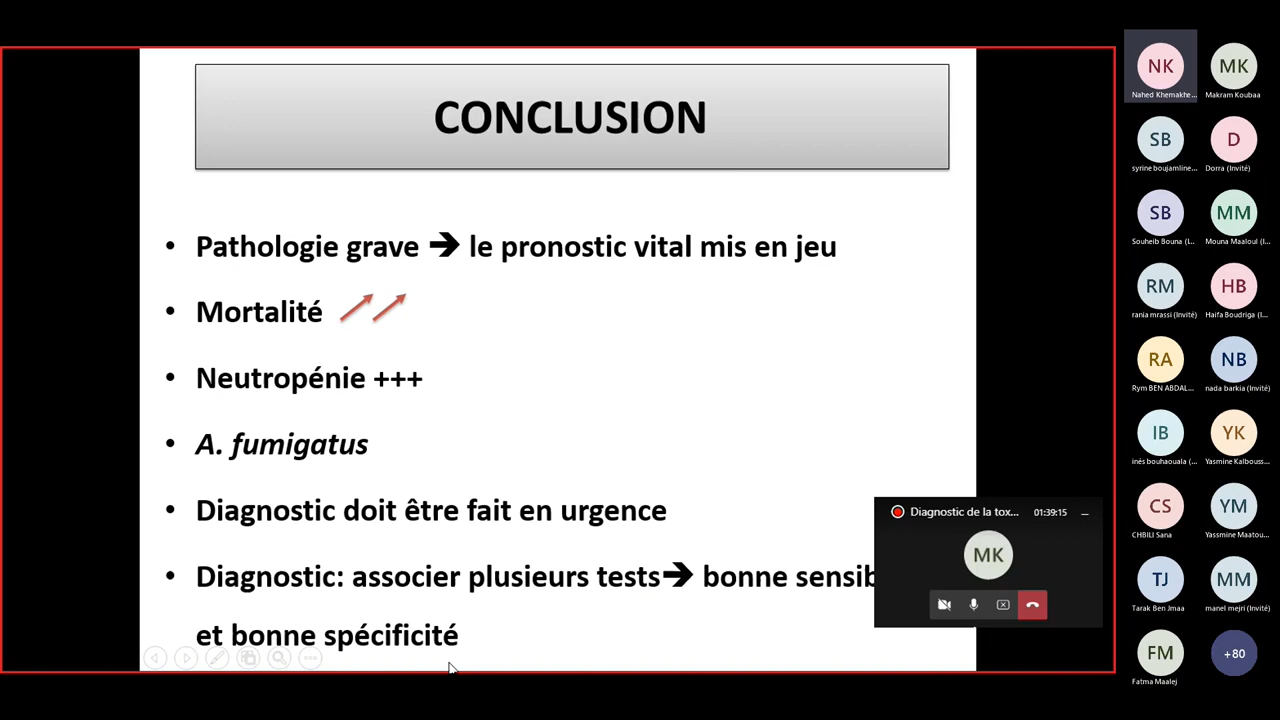 CONCLUSION
• Pathologie grave ➔ le pronostic vital mis en jeu
• Mortalité
• Neutropénie +++
• A. fumigatus
• Diagnostic doit être fait en urgence
• Diagnostic: associer plusieurs tests➔ bonne sensib
et bonne spécificité
Diagnostic de la tox... 01:39:15
MK
NK MK
Nahed Khemakhe... Makram Koubaa
SB D
syrine boujamline... Dorra (Invité)
SB MM
Souheib Bouna (I... Mouna Maaloul (I...
RM HB
rania mrassi (Invité) Haifa Boudriga (I...
RA NB
Rym BEN ABDAL... nada barkia (Invité)
IB YK
inés bouhaouala (... Yasmine Kalbouss...
CS YM
CHBILI Sana Yassmine Maatou...
TJ MM
Tarak Ben Jmaa manel mejri (Invité)
FM +80
Fatma Maalej